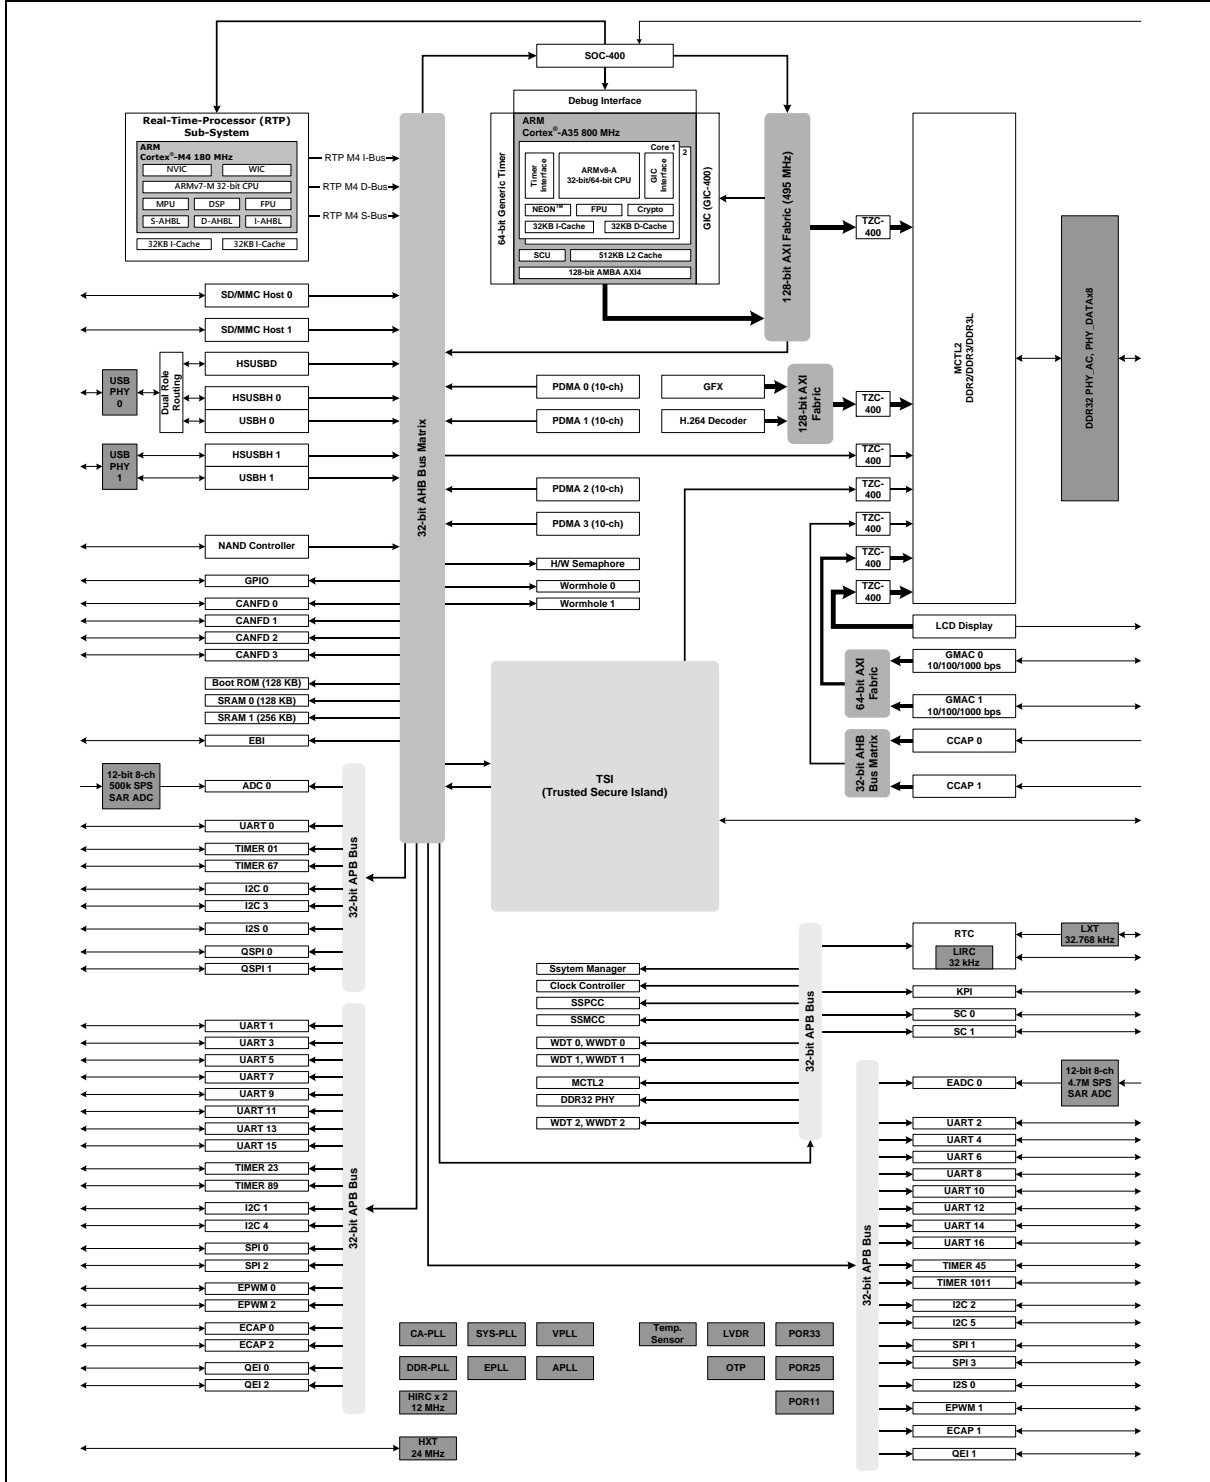 SOC-400
Debug Interface
Real-Time-Processor (RTP)
Sub-System
ARM
Cortex®-M4 180 MHz
NVIC
WIC
ARMv7-M 32-bit CPU
MPU
DSP
FPU
S-AHBL
D-AHBL
I-AHBL
32KB I-Cache
32KB I-Cache
RTP M4 I-Bus
RTP M4 D-Bus
RTP M4 S-Bus
32-bit AHB Bus Matrix
64-bit Generic Timer
ARM
Cortex®-A35 800 MHz
Core 1
2
Timer
Interface
ARMv8-A
32-bit/64-bit CPU
GIC
Interface
NEON™
FPU
Crypto
32KB I-Cache
32KB D-Cache
SCU
512KB L2 Cache
128-bit AMBA AXI4
GIC (GIC-400)
128-bit AXI Fabric (495 MHz)
TZC-
400
MCTL2
DDR2/DDR3/DDR3L
DDR32 PHY_AC, PHY_DATAx8
SD/MMC Host 0
SD/MMC Host 1
USB
PHY
0
Dual Role
Routing
HSUSBD
HSUSBH 0
USBH 0
USB
PHY
1
HSUSBH 1
USBH 1
NAND Controller
GPIO
CANFD 0
CANFD 1
CANFD 2
CANFD 3
Boot ROM (128 KB)
SRAM 0 (128 KB)
SRAM 1 (256 KB)
EBI
PDMA 0 (10-ch)
PDMA 1 (10-ch)
PDMA 2 (10-ch)
PDMA 3 (10-ch)
H/W Semaphore
Wormhole 0
Wormhole 1
GFX
H.264 Decoder
128-bit AXI
Fabric
TZC-
400
TZC-
400
TZC-
400
TZC-
400
TZC-
400
TZC-
400
LCD Display
64-bit AXI
Fabric
GMAC 0
10/100/1000 bps
GMAC 1
10/100/1000 bps
32-bit AHB
Bus Matrix
CCAP 0
CCAP 1
TSI
(Trusted Secure Island)
12-bit 8-ch
500k SPS
SAR ADC
ADC 0
UART 0
TIMER 01
TIMER 67
I2C 0
I2C 3
I2S 0
QSPI 0
QSPI 1
32-bit APB Bus
UART 1
UART 3
UART 5
UART 7
UART 9
UART 11
UART 13
UART 15
TIMER 23
TIMER 89
I2C 1
I2C 4
SPI 0
SPI 2
EPWM 0
EPWM 2
ECAP 0
ECAP 2
QEI 0
QEI 2
32-bit APB Bus
Ssytem Manager
Clock Controller
SSPCC
SSMCC
WDT 0, WWDT 0
WDT 1, WWDT 1
MCTL2
DDR32 PHY
WDT 2, WWDT 2
32-bit APB Bus
RTC
LIRC
32 kHz
LXT
32.768 kHz
KPI
SC 0
SC 1
32-bit APB Bus
EADC 0
12-bit 8-ch
4.7M SPS
SAR ADC
UART 2
UART 4
UART 6
UART 8
UART 10
UART 12
UART 14
UART 16
TIMER 45
TIMER 1011
I2C 2
I2C 5
SPI 1
SPI 3
I2S 0
EPWM 1
ECAP 1
QEI 1
CA-PLL
SYS-PLL
VPLL
DDR-PLL
EPLL
APLL
HIRC x 2
12 MHz
HXT
24 MHz
Temp.
Sensor
LVDR
POR33
OTP
POR25
POR11